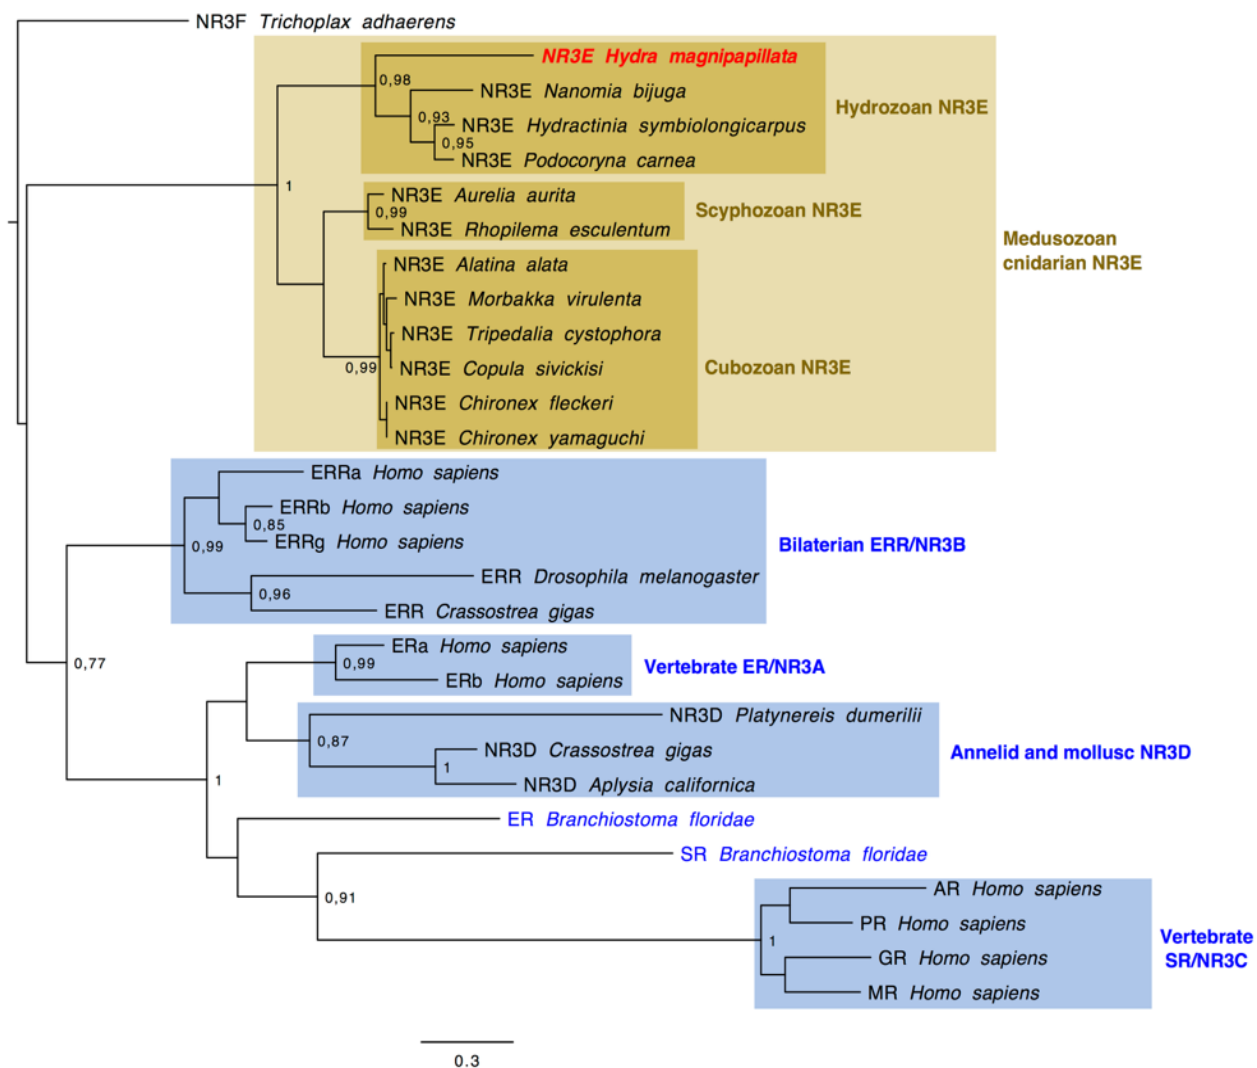 NR3F Trichoplax adhaerens
NR3E Hydra magnipapillata
0,98
NR3E Nanomia bijuga
Hydrozoan NR3E
0,93
NR3E Hydractinia symbiolongicarpus
0,95
NR3E Podocoryna carnea
1
NR3E Aurelia aurita
0,99
Scyphozoan NR3E
NR3E Rhopilema esculentum
Medusozoan
cnidarian NR3E
NR3E Alatina alata
NR3E Morbakka virulenta
NR3E Tripedalia cystophora
0,99
NR3E Copula sivickisi
Cubozoan NR3E
NR3E Chironex fleckeri
NR3E Chironex yamaguchi
ERRa Homo sapiens
ERRb Homo sapiens
0,85
ERRg Homo sapiens
0,99
Bilaterian ERR/NR3B
ERR Drosophila melanogaster
0,96
ERR Crassostrea gigas
ERa Homo sapiens
0,77
0,99
Vertebrate ER/NR3A
ERb Homo sapiens
NR3D Platynereis dumerilii
0,87
NR3D Crassostrea gigas
Annelid and mollusc NR3D
1
1
NR3D Aplysia californica
ER Branchiostoma floridae
SR Branchiostoma floridae
0,91
AR Homo sapiens
PR Homo sapiens
1
Vertebrate
SR/NR3C
GR Homo sapiens
MR Homo sapiens
0.3